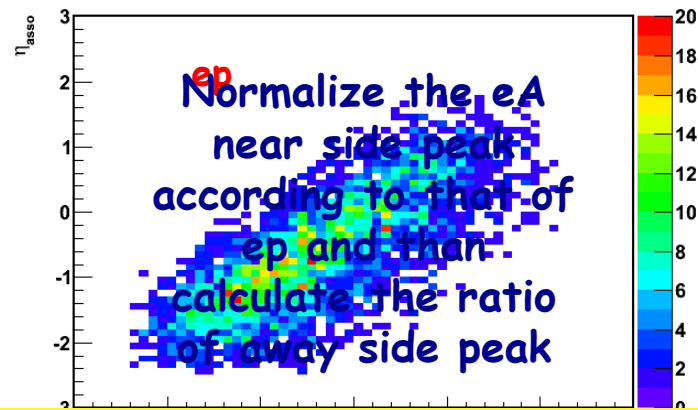 3
20
η_asso
18
ep
2
Normalize the eA
16
near side peak
14
1
12
according to that of
0
10
ep and than
8
-1
6
calculate the ratio
4
-2
of away side peak
2
0
3